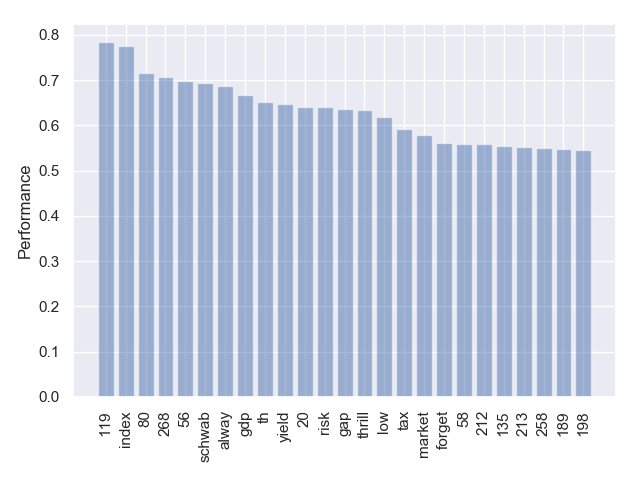 0.8
0.7
0.6
0.5
0.4
0.3
0.2
0.1
0.0
Performance
119
index
80
268
56
schwab
alway
gdp
th
yield
20
risk
gap
thrill
low
tax
market
forget
58
212
135
213
258
189
198